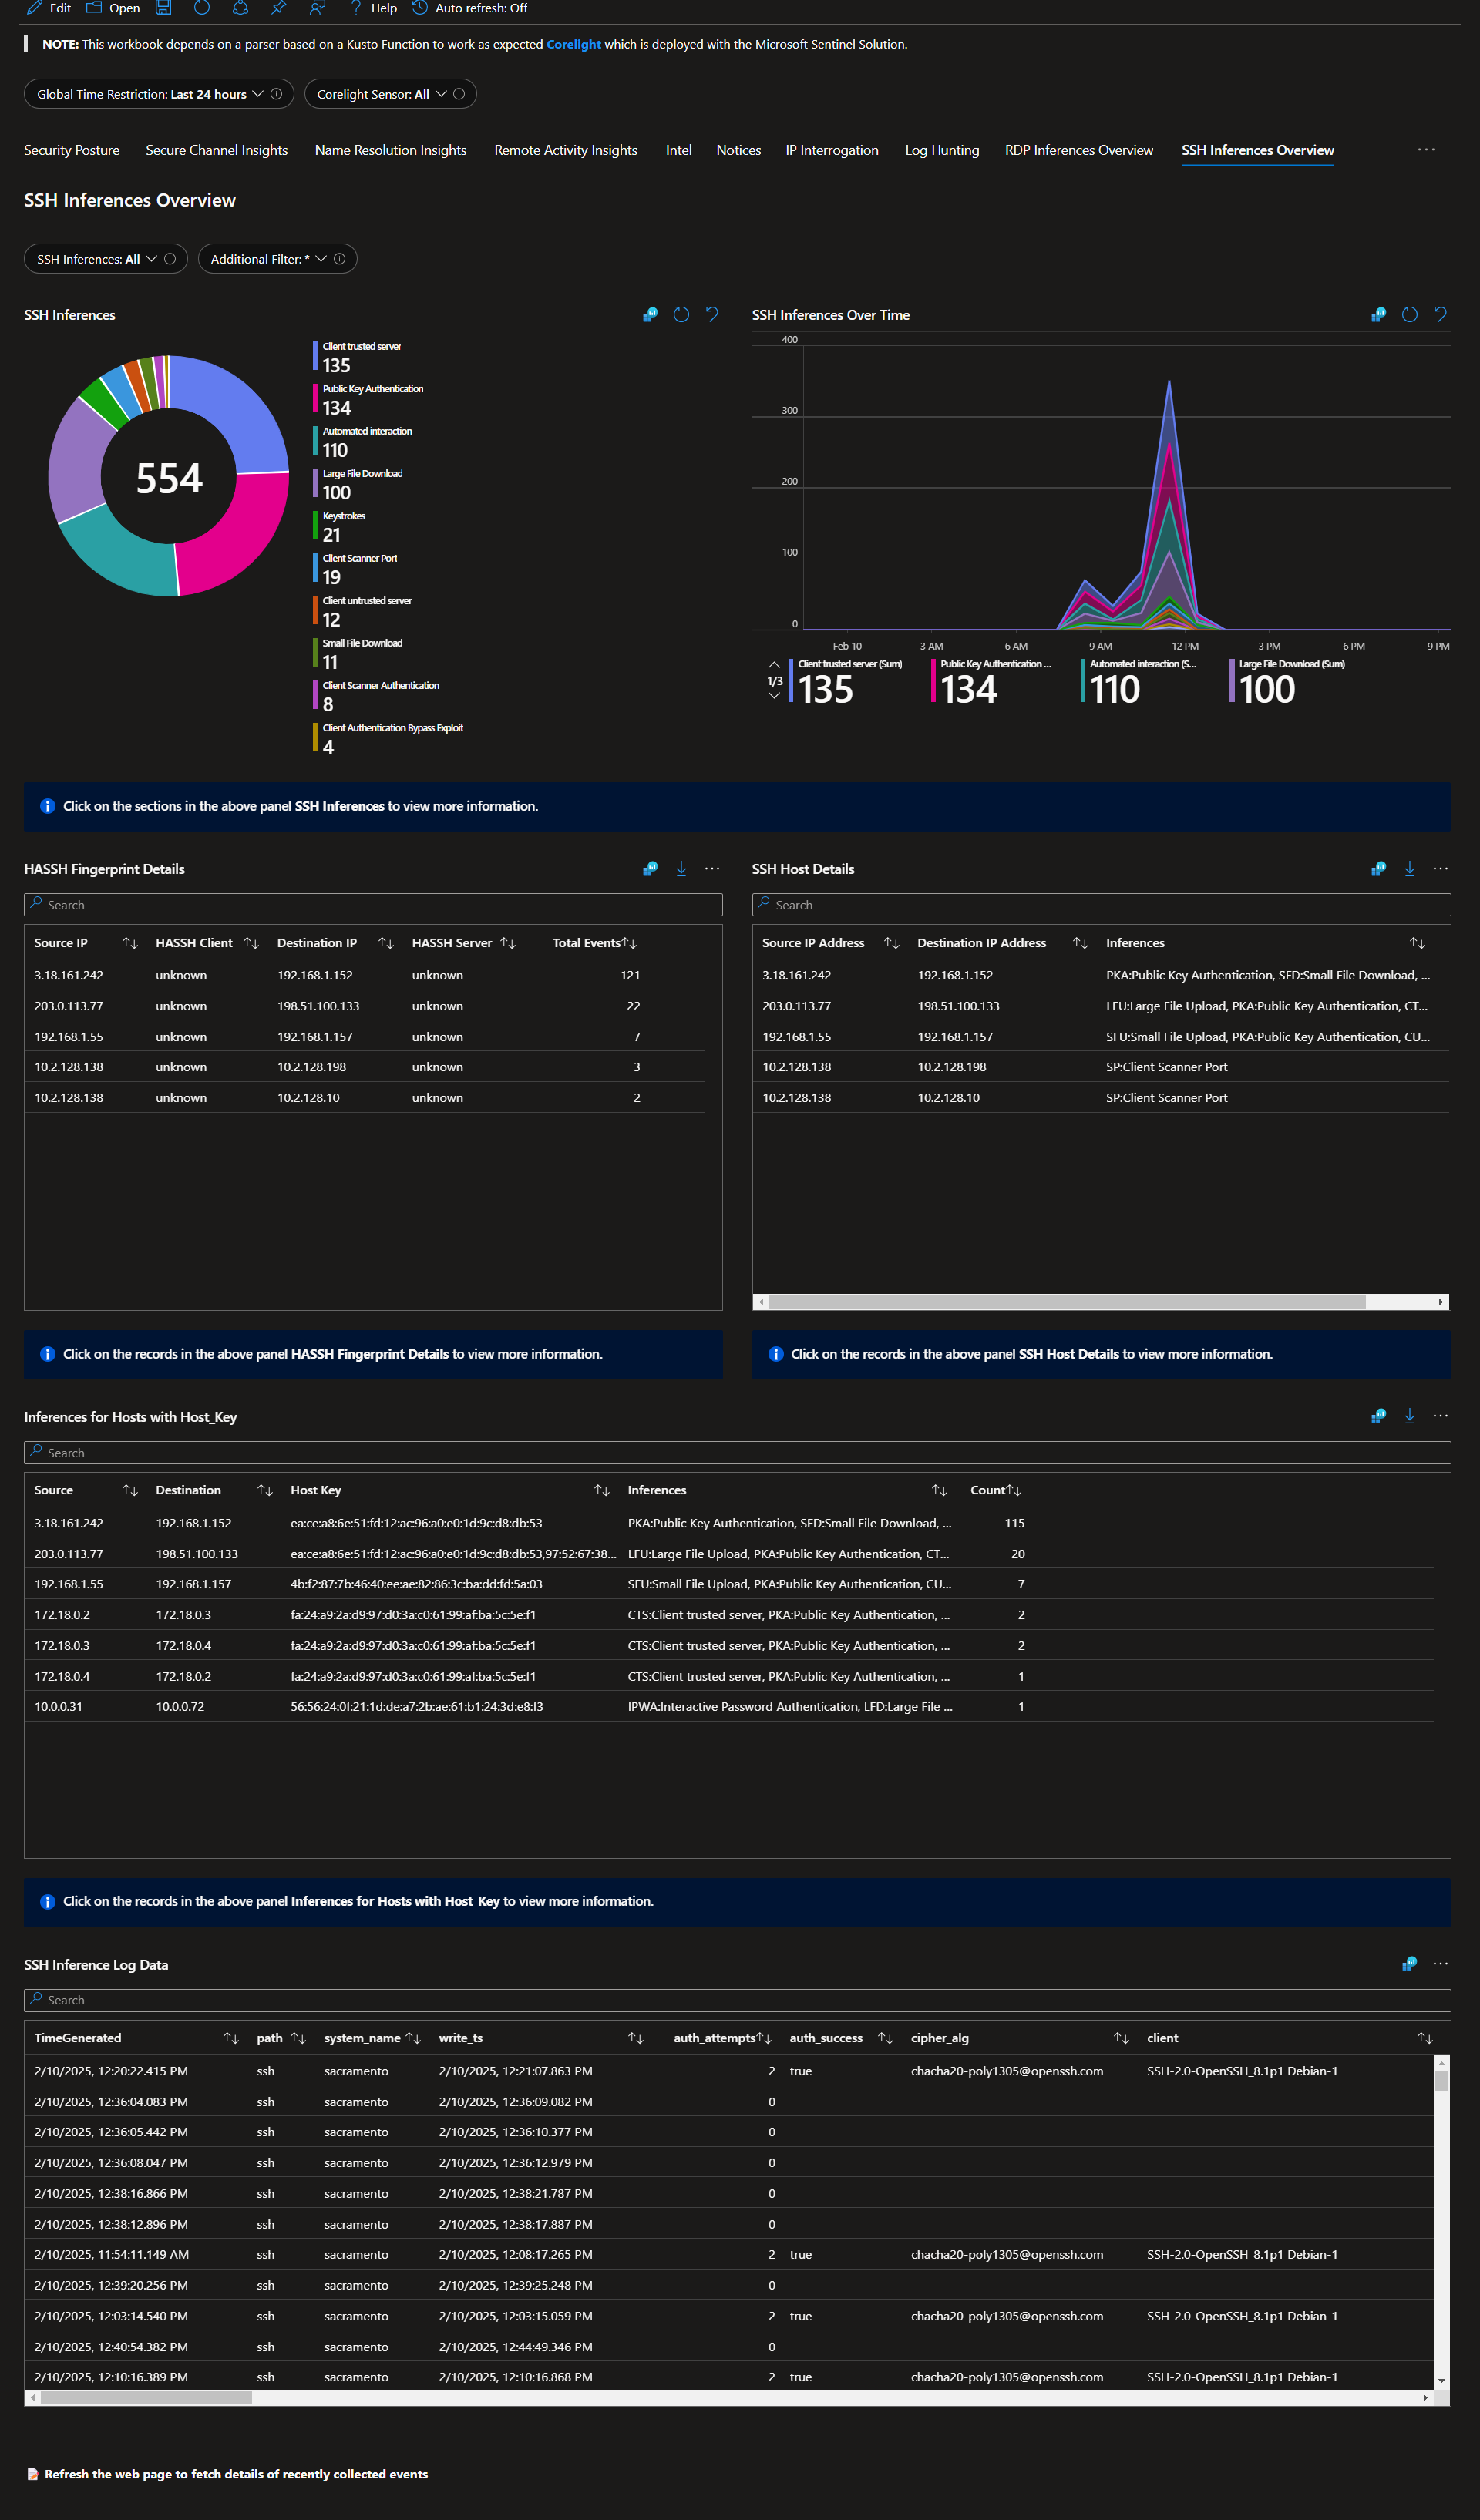 Edit Open Help Auto refresh: Off
NOTE: This workbook depends on a parser based on a Kusto Function to work as expected Corelight which is deployed with the Microsoft Sentinel Solution.
Global Time Restriction: Last 24 hours Corelight Sensor: All
Security Posture Secure Channel Insights Name Resolution Insights Remote Activity Insights Intel Notices IP Interrogation Log Hunting RDP Inferences Overview SSH Inferences Overview ...
SSH Inferences Overview
SSH Inferences: All Additional Filter: *
SSH Inferences
554
Client trusted server
135
Public Key Authentication
134
Automated interaction
110
Large File Download
100
Keystrokes
21
Client Scanner Port
19
Client untrusted server
12
Small File Download
11
Client Scanner Authentication
8
Client Authentication Bypass Exploit
4
SSH Inferences Over Time
400
300
200
100
0
Feb 10 3 AM 6 AM 9 AM 12 PM 3 PM 6 PM 9 PM
1/3
Client trusted server (Sum)
135
Public Key Authentication ...
134
Automated interaction (S...
110
Large File Download (Sum)
100
Click on the sections in the above panel SSH Inferences to view more information.
HASSH Fingerprint Details
Search
Source IP HASSH Client Destination IP HASSH Server Total Events
3.18.161.242 unknown 192.168.1.152 unknown 121
203.0.113.77 unknown 198.51.100.133 unknown 22
192.168.1.55 unknown 192.168.1.157 unknown 7
10.2.128.138 unknown 10.2.128.198 unknown 3
10.2.128.138 unknown 10.2.128.10 unknown 2
SSH Host Details
Search
Source IP Address Destination IP Address Inferences
3.18.161.242 192.168.1.152 PKA:Public Key Authentication, SFD:Small File Download, ...
203.0.113.77 198.51.100.133 LFU:Large File Upload, PKA:Public Key Authentication, CT...
192.168.1.55 192.168.1.157 SFU:Small File Upload, PKA:Public Key Authentication, CU...
10.2.128.138 10.2.128.198 SP:Client Scanner Port
10.2.128.138 10.2.128.10 SP:Client Scanner Port
Click on the records in the above panel HASSH Fingerprint Details to view more information.
Click on the records in the above panel SSH Host Details to view more information.
Inferences for Hosts with Host_Key
Search
Source Destination Host Key Inferences Count
3.18.161.242 192.168.1.152 ea:ce:a8:6e:51:fd:12:ac:96:a0:e0:1d:9c:d8:db:53 PKA:Public Key Authentication, SFD:Small File Download, ... 115
203.0.113.77 198.51.100.133 ea:ce:a8:6e:51:fd:12:ac:96:a0:e0:1d:9c:d8:db:53,97:52:67:38... LFU:Large File Upload, PKA:Public Key Authentication, CT... 20
192.168.1.55 192.168.1.157 4b:f2:87:7b:46:40:ee:ae:82:86:3c:ba:dd:fd:5a:03 SFU:Small File Upload, PKA:Public Key Authentication, CU... 7
172.18.0.2 172.18.0.3 fa:24:a9:2a:d9:97:d0:3a:c0:61:99:af:ba:5c:5e:f1 CTS:Client trusted server, PKA:Public Key Authentication, ... 2
172.18.0.3 172.18.0.4 fa:24:a9:2a:d9:97:d0:3a:c0:61:99:af:ba:5c:5e:f1 CTS:Client trusted server, PKA:Public Key Authentication, ... 2
172.18.0.4 172.18.0.2 fa:24:a9:2a:d9:97:d0:3a:c0:61:99:af:ba:5c:5e:f1 CTS:Client trusted server, PKA:Public Key Authentication, ... 1
10.0.0.31 10.0.0.72 56:56:24:0f:21:1d:de:a7:2b:ae:61:b1:24:3d:e8:f3 IPWA:Interactive Password Authentication, LFD:Large File ... 1
Click on the records in the above panel Inferences for Hosts with Host_Key to view more information.
SSH Inference Log Data
Search
TimeGenerated path system_name write_ts auth_attempts auth_success cipher_alg client
2/10/2025, 12:20:22.415 PM ssh sacramento 2/10/2025, 12:21:07.863 PM 2 true chacha20-poly1305@openssh.com SSH-2.0-OpenSSH_8.1p1 Debian-1
2/10/2025, 12:36:04.083 PM ssh sacramento 2/10/2025, 12:36:09.082 PM 0
2/10/2025, 12:36:05.442 PM ssh sacramento 2/10/2025, 12:36:10.377 PM 0
2/10/2025, 12:36:08.047 PM ssh sacramento 2/10/2025, 12:36:12.979 PM 0
2/10/2025, 12:38:16.866 PM ssh sacramento 2/10/2025, 12:38:21.787 PM 0
2/10/2025, 12:38:12.896 PM ssh sacramento 2/10/2025, 12:38:17.887 PM 0
2/10/2025, 11:54:11.149 AM ssh sacramento 2/10/2025, 12:08:17.265 PM 2 true chacha20-poly1305@openssh.com SSH-2.0-OpenSSH_8.1p1 Debian-1
2/10/2025, 12:39:20.256 PM ssh sacramento 2/10/2025, 12:39:25.248 PM 0
2/10/2025, 12:03:14.540 PM ssh sacramento 2/10/2025, 12:03:15.059 PM 2 true chacha20-poly1305@openssh.com SSH-2.0-OpenSSH_8.1p1 Debian-1
2/10/2025, 12:40:54.382 PM ssh sacramento 2/10/2025, 12:44:49.346 PM 0
2/10/2025, 12:10:16.389 PM ssh sacramento 2/10/2025, 12:10:16.868 PM 2 true chacha20-poly1305@openssh.com SSH-2.0-OpenSSH_8.1p1 Debian-1
Refresh the web page to fetch details of recently collected events